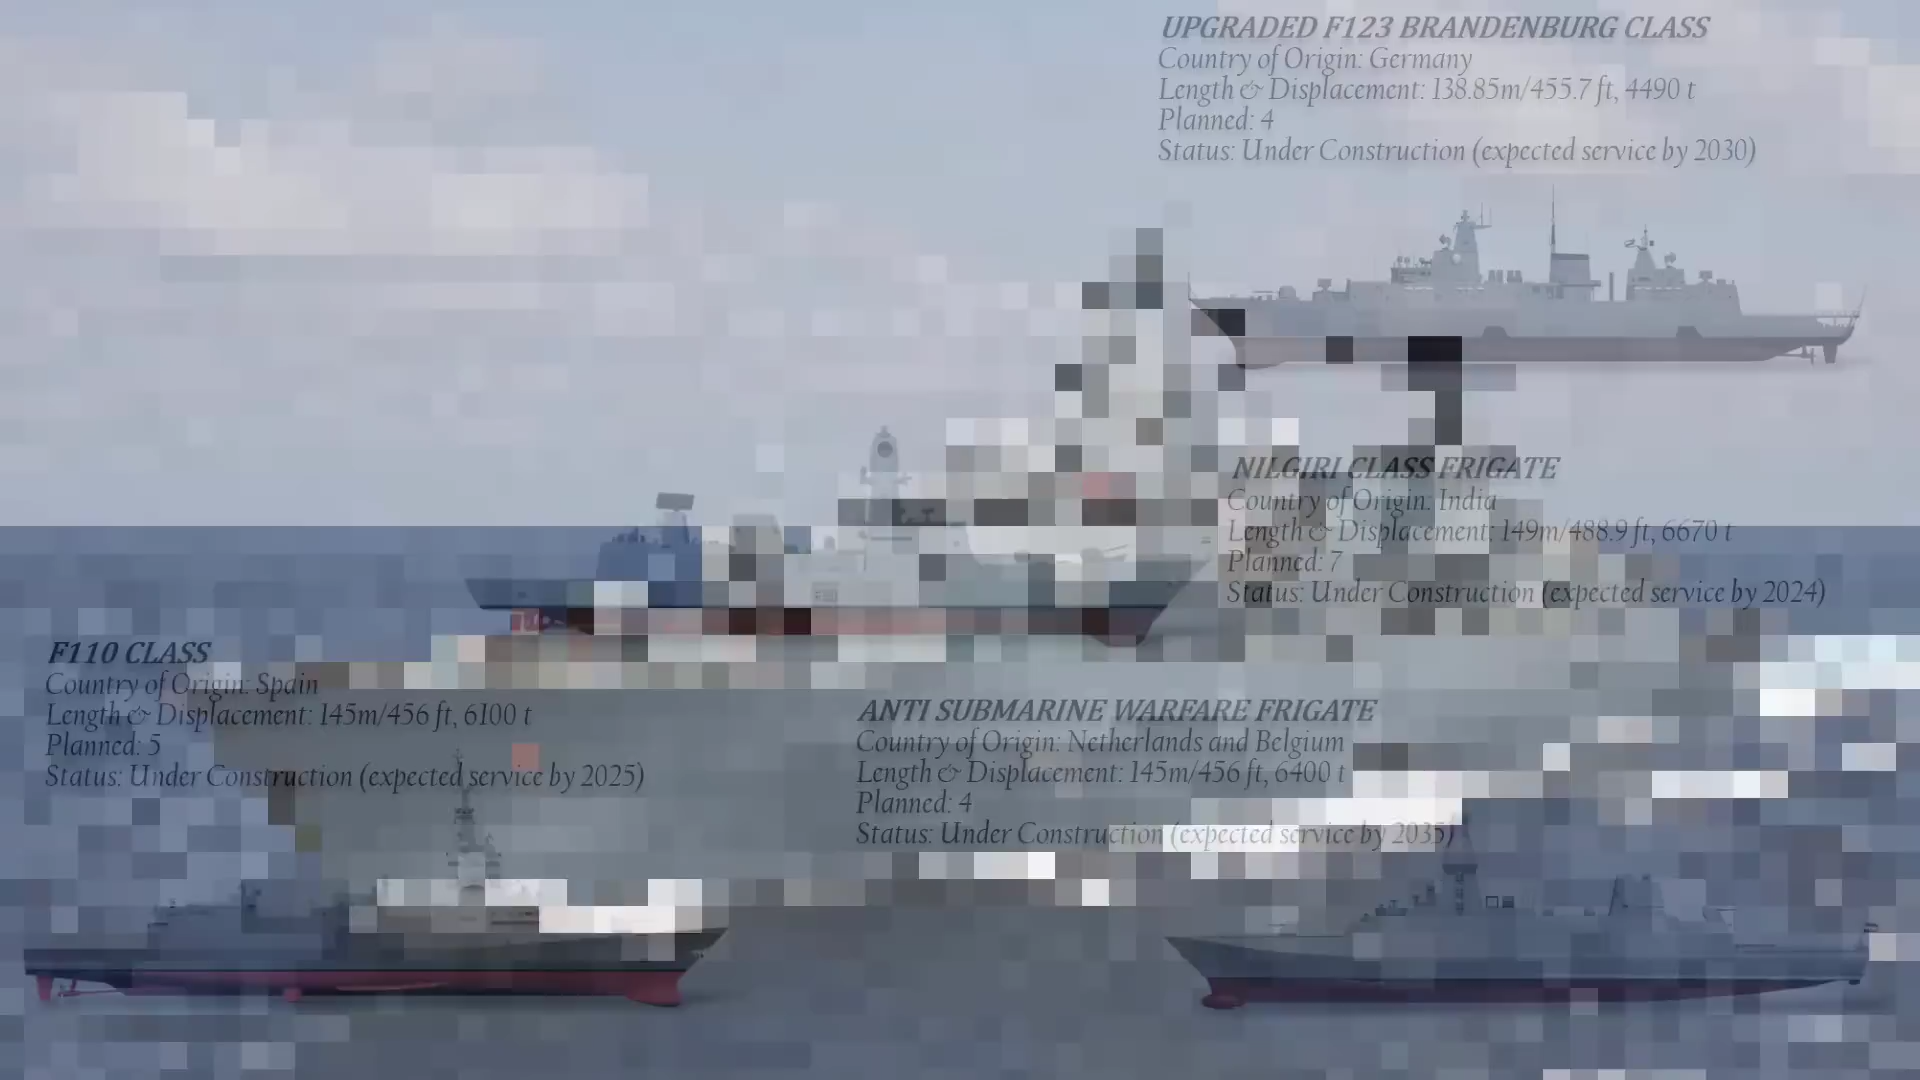 UPGRADED F123 BRANDENBURG CLASS
Country of Origin: Germany
Length & Displacement: 138.85m/455.7 ft, 4490 t
Planned: 4
Status: Under Construction (expected service by 2030)
NILGIRI CLASS FRIGATE
Country of Origin: India
Length & Displacement: 149m/488.9 ft, 6670 t
Planned: 7
Status: Under Construction (expected service by 2024)
F110 CLASS
Country of Origin: Spain
Length & Displacement: 145m/456 ft, 6100 t
Planned: 5
Status: Under Construction (expected service by 2025)
ANTI SUBMARINE WARFARE FRIGATE
Country of Origin: Netherlands and Belgium
Length & Displacement: 145m/456 ft, 6400 t
Planned: 4
Status: Under Construction (expected service by 2035)